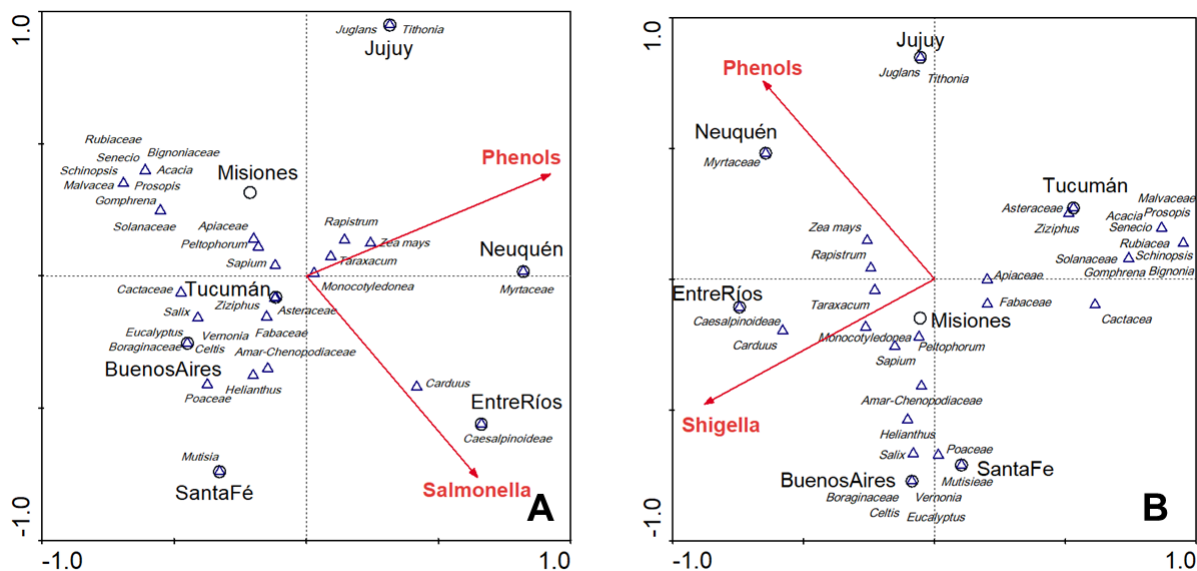 1.0
Juglans Tithonia
Jujuy
Rubiaceae
Senecio Bignoniaceae
Schinopsis Acacia
Malvacea Prosopis
Gomphrena
Solanaceae
Misiones
Phenols
Apiaceae
Peltophorum
Sapium
Rapistrum
Zea mays
Taraxacum
Monocotyledonea
Neuquén
Myrtaceae
Cactaceae
Tucumán
Ziziphus Asteraceae
Salix
Fabaceae
Eucalyptus Vernonia
Boraginaceae Celtis
Amar-Chenopodiaceae
BuenosAires
Helianthus
Poaceae
Carduus
EntreRíos
Caesalpinoideae
Mutisia
SantaFé
Salmonella
A
-1.0
-1.0 1.0
1.0
Jujuy
Juglans Tithonia
Phenols
Neuquén
Myrtaceae
Tucumán
Asteraceae
Ziziphus
Malvaceae
Acacia Prosopis
Senecio
Rubiacea
Solanaceae Schinopsis
Gomphrena Bignonia
Zea mays
Rapistrum
Apiaceae
Taraxacum
Fabaceae
Cactacea
EntreRíos
Caesalpinoideae
Carduus
Misiones
Monocotyledonea
Peltophorum
Sapium
Amar-Chenopodiaceae
Shigella
Helianthus
Salix
Poaceae
SantaFe
Mutisieae
BuenosAires
Boraginaceae Vernonia
Celtis Eucalyptus
B
-1.0
-1.0 1.0